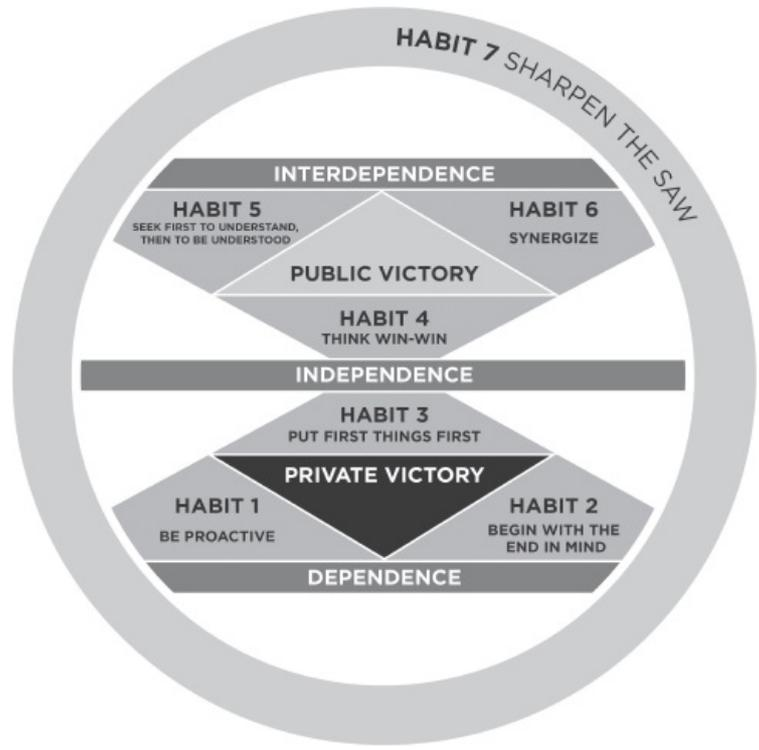 HABIT 7 SHARPEN THE SAW
INTERDEPENDENCE
HABIT 5
SEEK FIRST TO UNDERSTAND,
THEN TO BE UNDERSTOOD
HABIT 6
SYNERGIZE
PUBLIC VICTORY
HABIT 4
THINK WIN-WIN
INDEPENDENCE
HABIT 3
PUT FIRST THINGS FIRST
PRIVATE VICTORY
HABIT 1
BE PROACTIVE
HABIT 2
BEGIN WITH THE
END IN MIND
DEPENDENCE